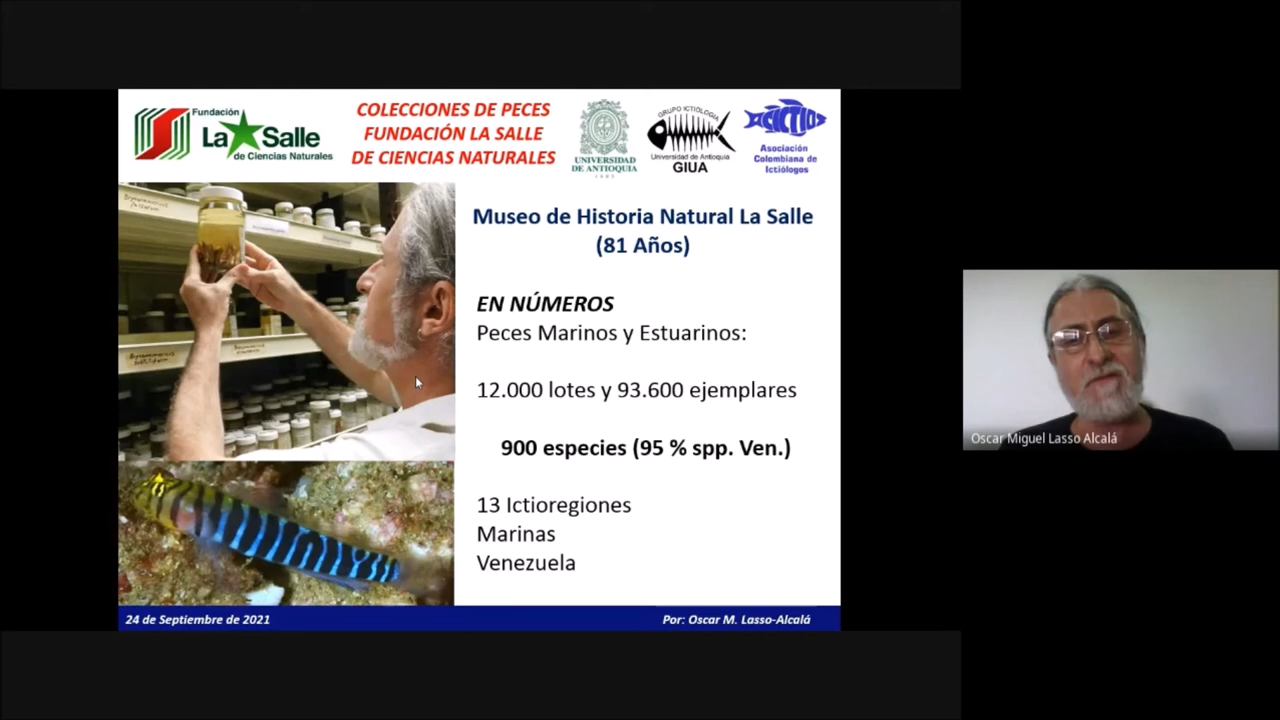 Fundación
La Salle
de Ciencias Naturales
COLECCIONES DE PECES
FUNDACIÓN LA SALLE
DE CIENCIAS NATURALES
UNIVERSIDAD
DE ANTIOQUIA
1803
GRUPO ICTIOLOGÍA
Universidad de Antioquia
GIUA
ACICTIOS
Asociación
Colombiana de
Ictiólogos
Museo de Historia Natural La Salle
(81 Años)
EN NÚMEROS
Peces Marinos y Estuarinos:
12.000 lotes y 93.600 ejemplares
900 especies (95 % spp. Ven.)
13 Ictioregiones
Marinas
Venezuela
24 de Septiembre de 2021
Por: Oscar M. Lasso-Alcalá
Oscar Miguel Lasso Alcalá